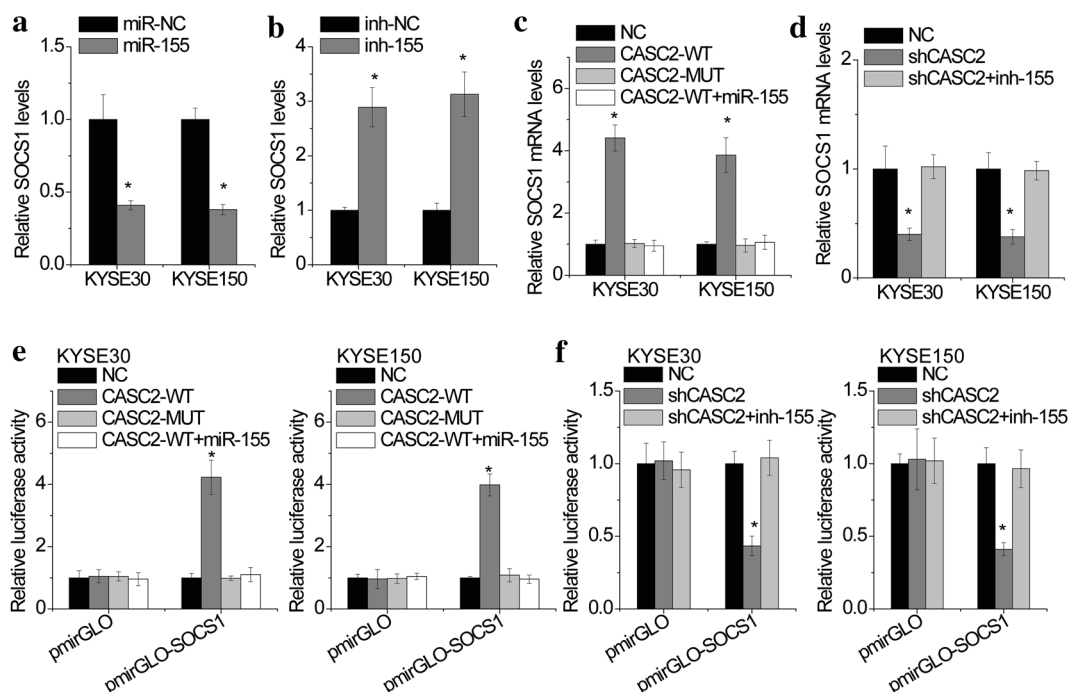 a
miR-NC
miR-155
Relative SOCS1 levels
1.5
1.0
0.5
0.0
KYSE30 KYSE150
b
inh-NC
inh-155
Relative SOCS1 levels
4
3
2
1
0
KYSE30 KYSE150
c
NC
CASC2-WT
CASC2-MUT
CASC2-WT+miR-155
Relative SOCS1 mRNA levels
6
4
2
0
KYSE30 KYSE150
d
NC
shCASC2
shCASC2+inh-155
Relative SOCS1 mRNA levels
2
1
0
KYSE30 KYSE150
e
KYSE30
NC
CASC2-WT
CASC2-MUT
CASC2-WT+miR-155
Relative luciferase activity
6
4
2
0
pmirGLO
pmirGLO-SOCS1
KYSE150
NC
CASC2-WT
CASC2-MUT
CASC2-WT+miR-155
Relative luciferase activity
6
4
2
0
pmirGLO
pmirGLO-SOCS1
f
KYSE30
NC
shCASC2
shCASC2+inh-155
Relative luciferase activity
1.5
1.0
0.5
0.0
pmirGLO
pmirGLO-SOCS1
KYSE150
NC
shCASC2
shCASC2+inh-155
Relative luciferase activity
1.5
1.0
0.5
0.0
pmirGLO
pmirGLO-SOCS1